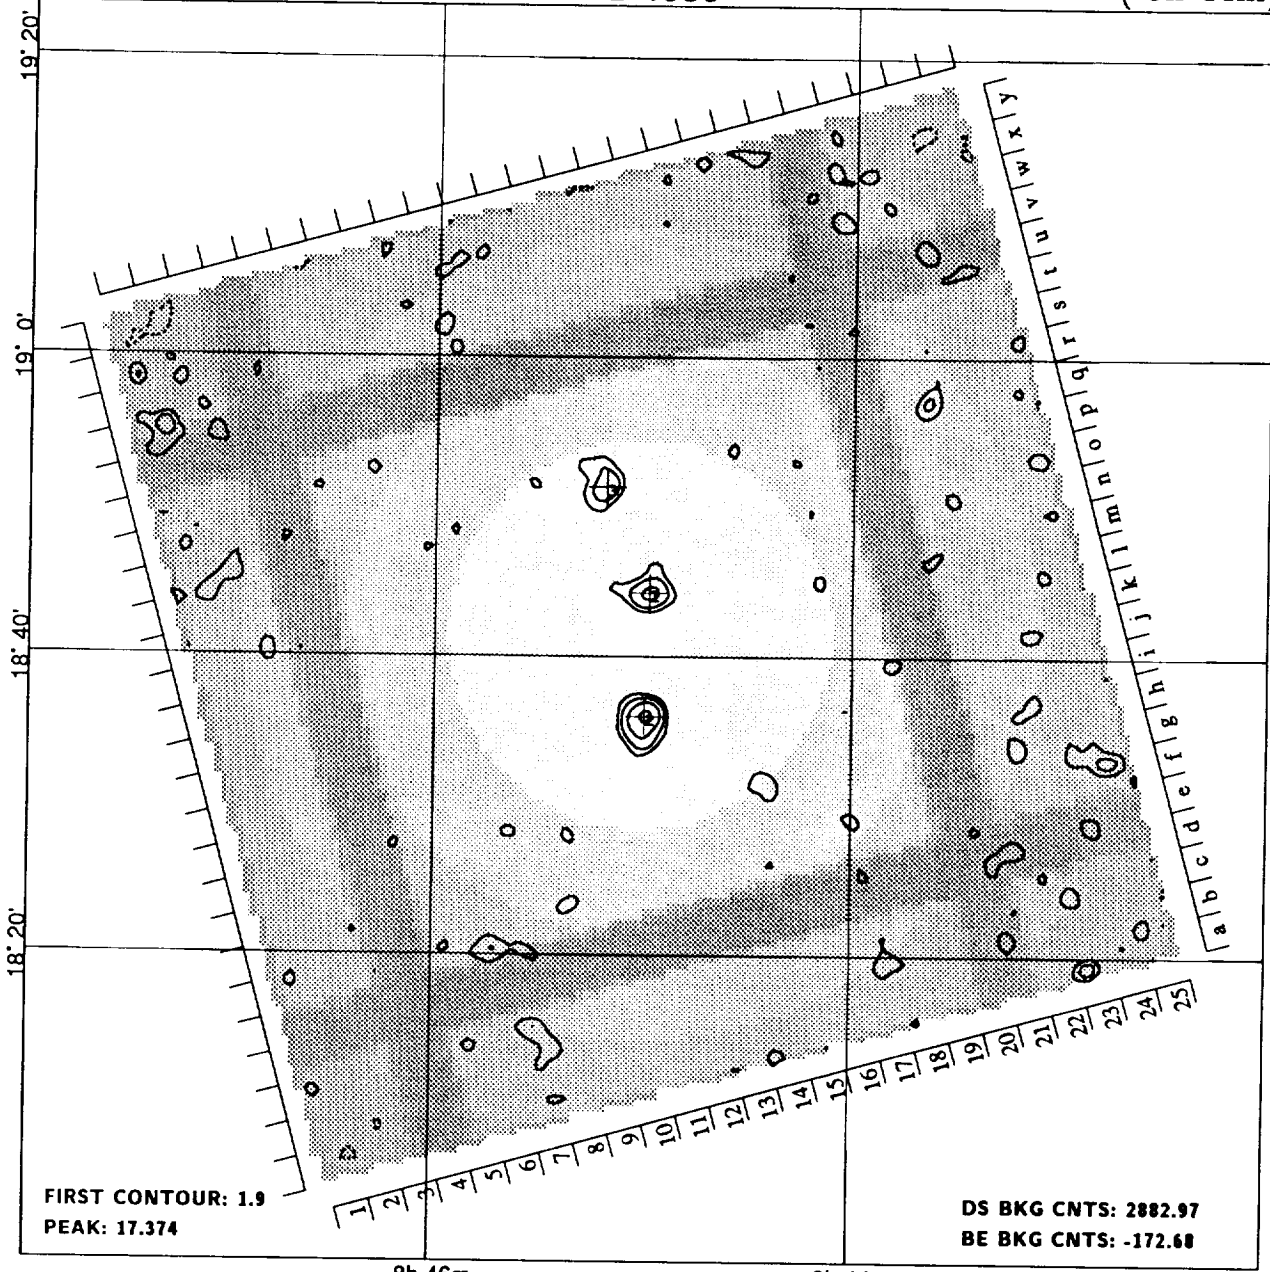 19° 20'
19° 0'
18° 40'
18° 20'
a b c d e f g h i j k l m n o p q r s t u v w x y
1 2 3 4 5 6 7 8 9 10 11 12 13 14 15 16 17 18 19 20 21 22 23 24 25
FIRST CONTOUR: 1.9
PEAK: 17.374
DS BKG CNTS: 2882.97
BE BKG CNTS: -172.68